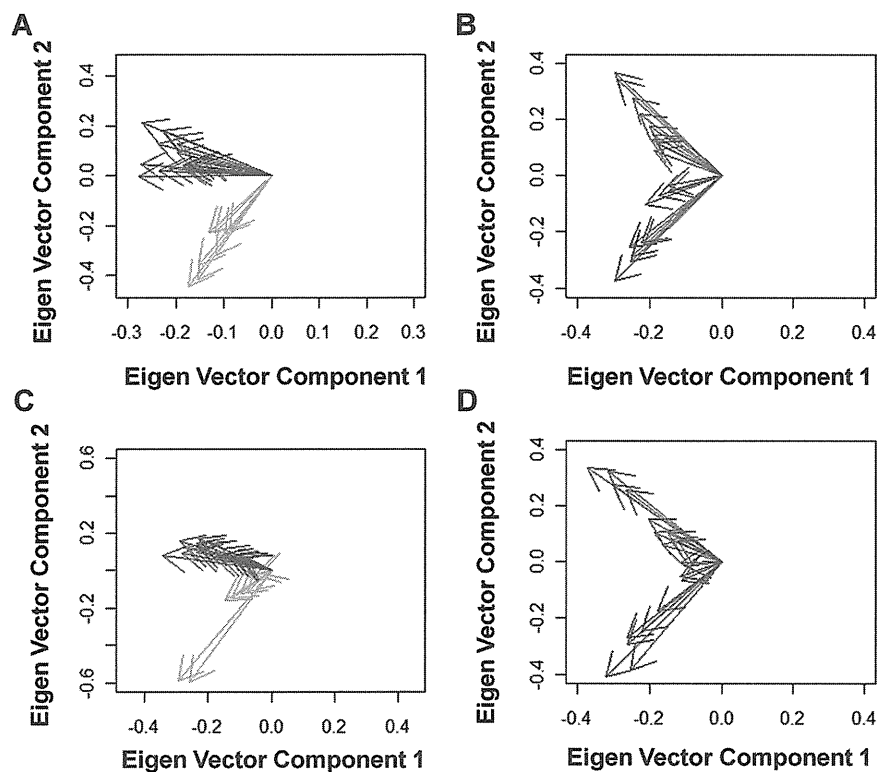 A
Eigen Vector Component 2
0.4
0.2
0.0
-0.2
-0.4
-0.3 -0.2 -0.1 0.0 0.1 0.2 0.3
Eigen Vector Component 1
B
Eigen Vector Component 2
0.4
0.2
0.0
-0.2
-0.4
-0.4 -0.2 0.0 0.2 0.4
Eigen Vector Component 1
C
Eigen Vector Component 2
0.6
0.2
-0.2
-0.6
-0.4 -0.2 0.0 0.2 0.4
Eigen Vector Component 1
D
Eigen Vector Component 2
0.4
0.2
0.0
-0.2
-0.4
-0.4 -0.2 0.0 0.2 0.4
Eigen Vector Component 1